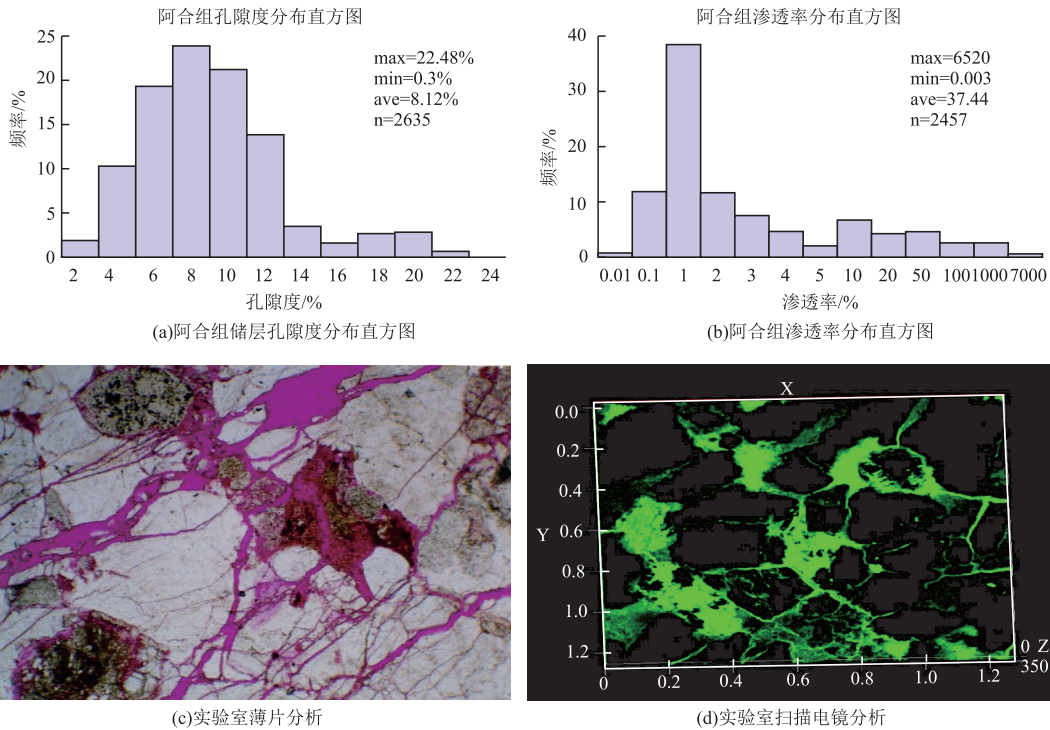 阿合组孔隙度分布直方图
25
20
15
10
5
0
频率/%
max=22.48%
min=0.3%
ave=8.12%
n=2635
2 4 6 8 10 12 14 16 18 20 22 24
孔隙度/%
(a)阿合组储层孔隙度分布直方图
阿合组渗透率分布直方图
40
30
40
20
10
0
频率/%
max=6520
min=0.003
ave=37.44
n=2457
0.01 0.1 1 2 3 4 5 10 20 50 100 1000 7000
渗透率/%
(b)阿合组渗透率分布直方图
(c)实验室薄片分析
X
0.0
0.2
0.4
0.6
0.8
1.0
1.2
Y
0 Z
350
0 0.2 0.4 0.6 0.8 1.0 1.2
(d)实验室扫描电镜分析